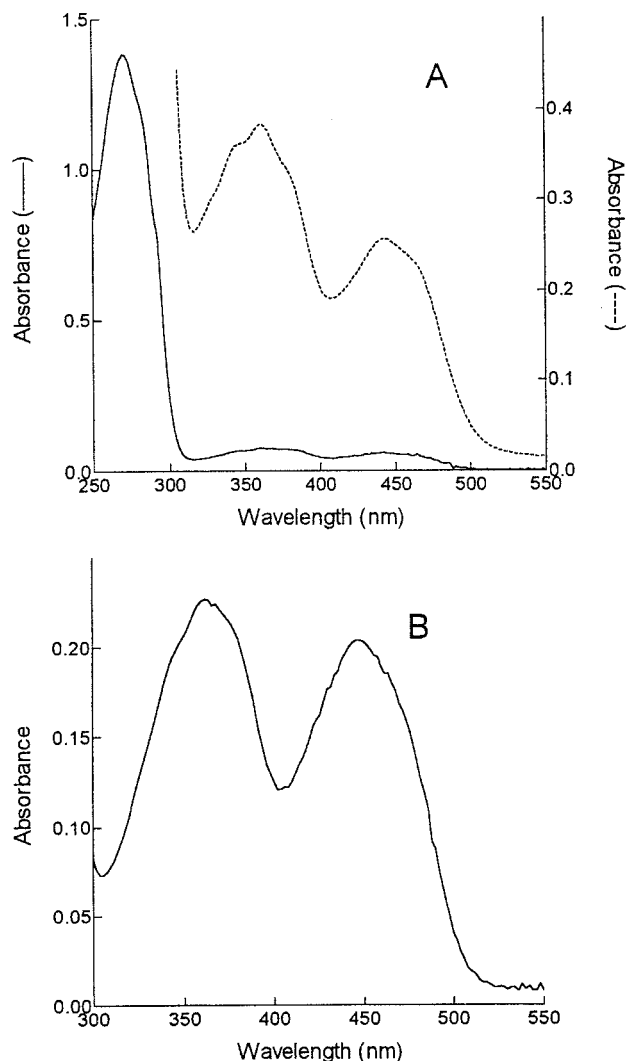 A
1.5
1.0
0.5
0.0
Absorbance (——)
0.4
0.3
0.2
0.1
0.0
Absorbance (----)
250 300 350 400 450 500 550
Wavelength (nm)
B
0.20
0.15
0.10
0.05
0.00
Absorbance
300 350 400 450 500 550
Wavelength (nm)